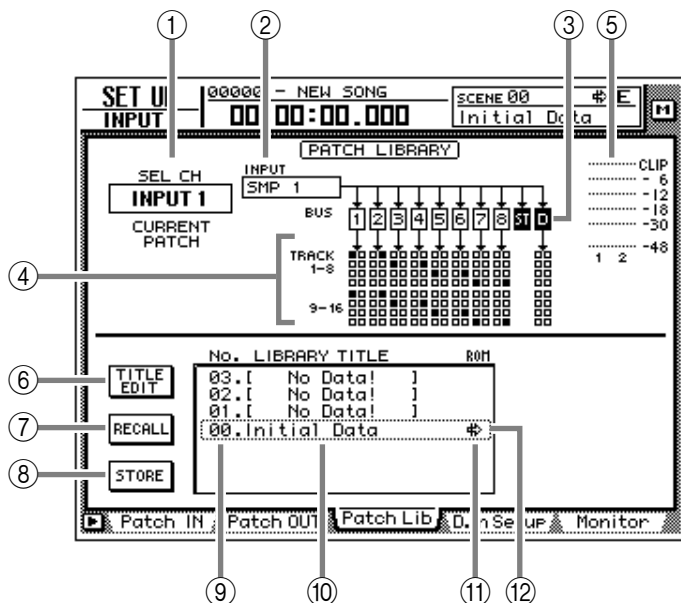 ① ② ③ ⑤
SET U 00000 - NEW SONG SCENE 00 E M
INPUT 00 00:00.000 Initial Data
PATCH LIBRARY
SEL CH INPUT CLIP
INPUT 1 SMP 1 - 6
CURRENT PATCH -12
BUS 1 2 3 4 5 6 7 8 ST D -18
-30
④ TRACK 1-8 -48
1 2
9-16
No. LIBRARY TITLE ROM
⑥ TITLE EDIT 03.[ No Data! ]
02.[ No Data! ]
⑦ RECALL 01.[ No Data! ]
00.Initial Data
⑧ STORE
Patch IN Patch OUT Patch Lib D.in Setup Monitor
⑨ ⑩ ⑪ ⑫